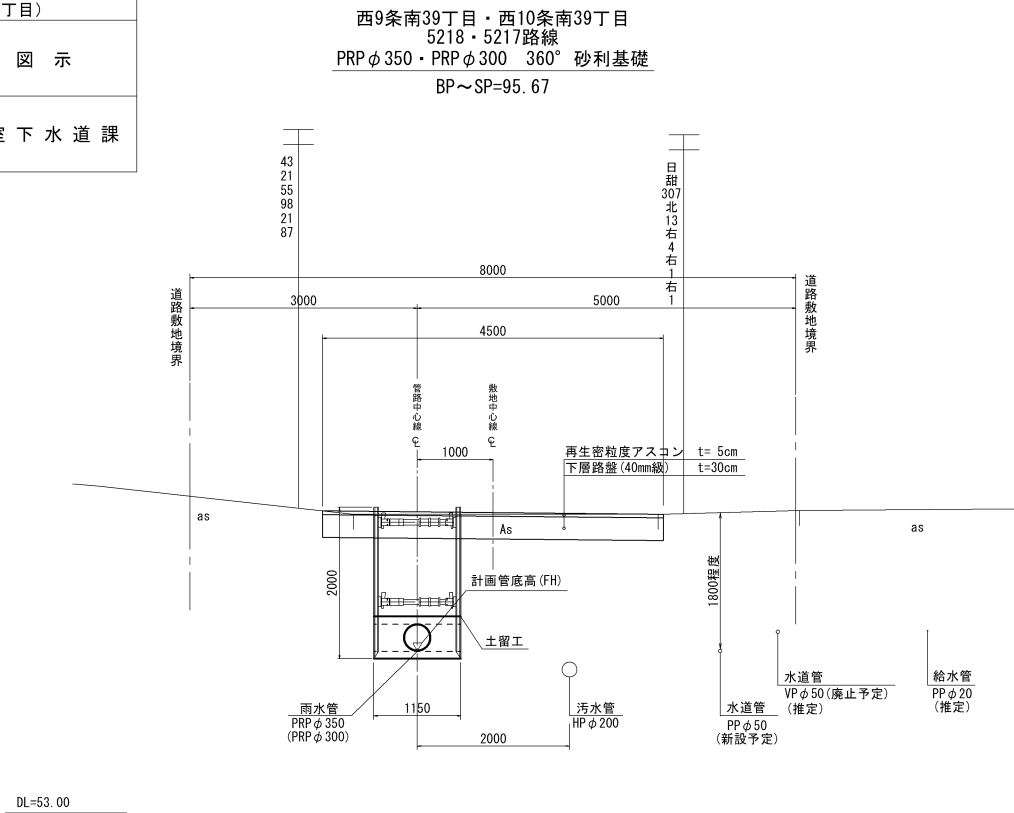 丁目)
図 示
下水道課
西9条南39丁目・西10条南39丁目
5218・5217路線
PRPφ350・PRPφ300 360° 砂利基礎
BP～SP=95.67
43
21
55
98
21
87
日
甜
307
北
13
右
4
右
1
右
1
8000
道路敷地境界
3000
5000
道路敷地境界
4500
管路中心線
敷地中心線
1000
再生密粒度アスコン t= 5cm
下層路盤(40mm級) t=30cm
as
As
as
2000
計画管底高(FH)
1800程度
土留工
雨水管
PRPφ350
(PRPφ300)
1150
汚水管
HPφ200
2000
水道管
PPφ50
(新設予定)
水道管
VPφ50(廃止予定)
(推定)
給水管
PPφ20
(推定)
DL=53.00